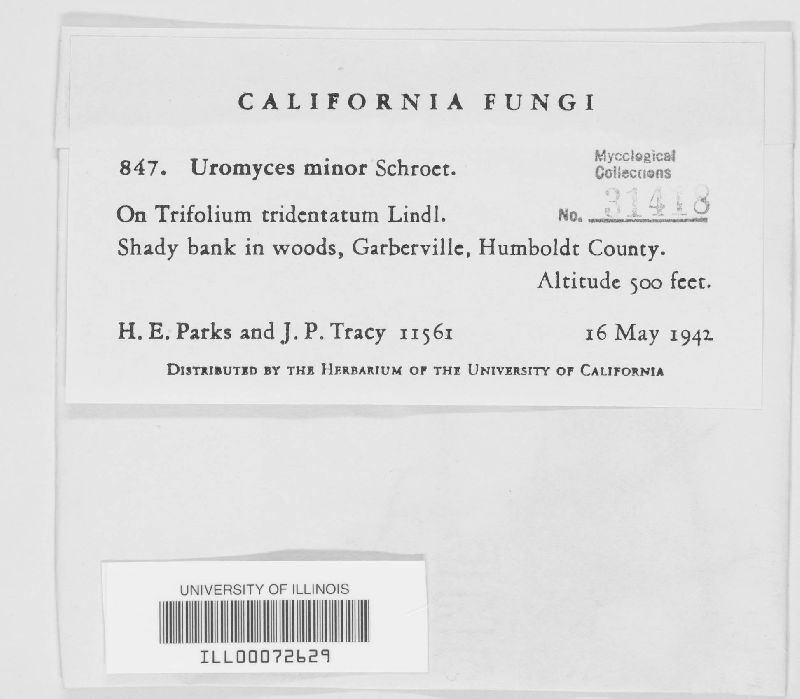 CALIFORNIA FUNGI
847. Uromyces minor Schroet.
Mycological
Collections
No. 31418
On Trifolium tridentatum Lindl.
Shady bank in woods, Garberville, Humboldt County.
Altitude 500 feet.
H. E. Parks and J. P. Tracy 11561 16 May 1942
DISTRIBUTED BY THE HERBARIUM OF THE UNIVERSITY OF CALIFORNIA
UNIVERSITY OF ILLINOIS
ILL00072629